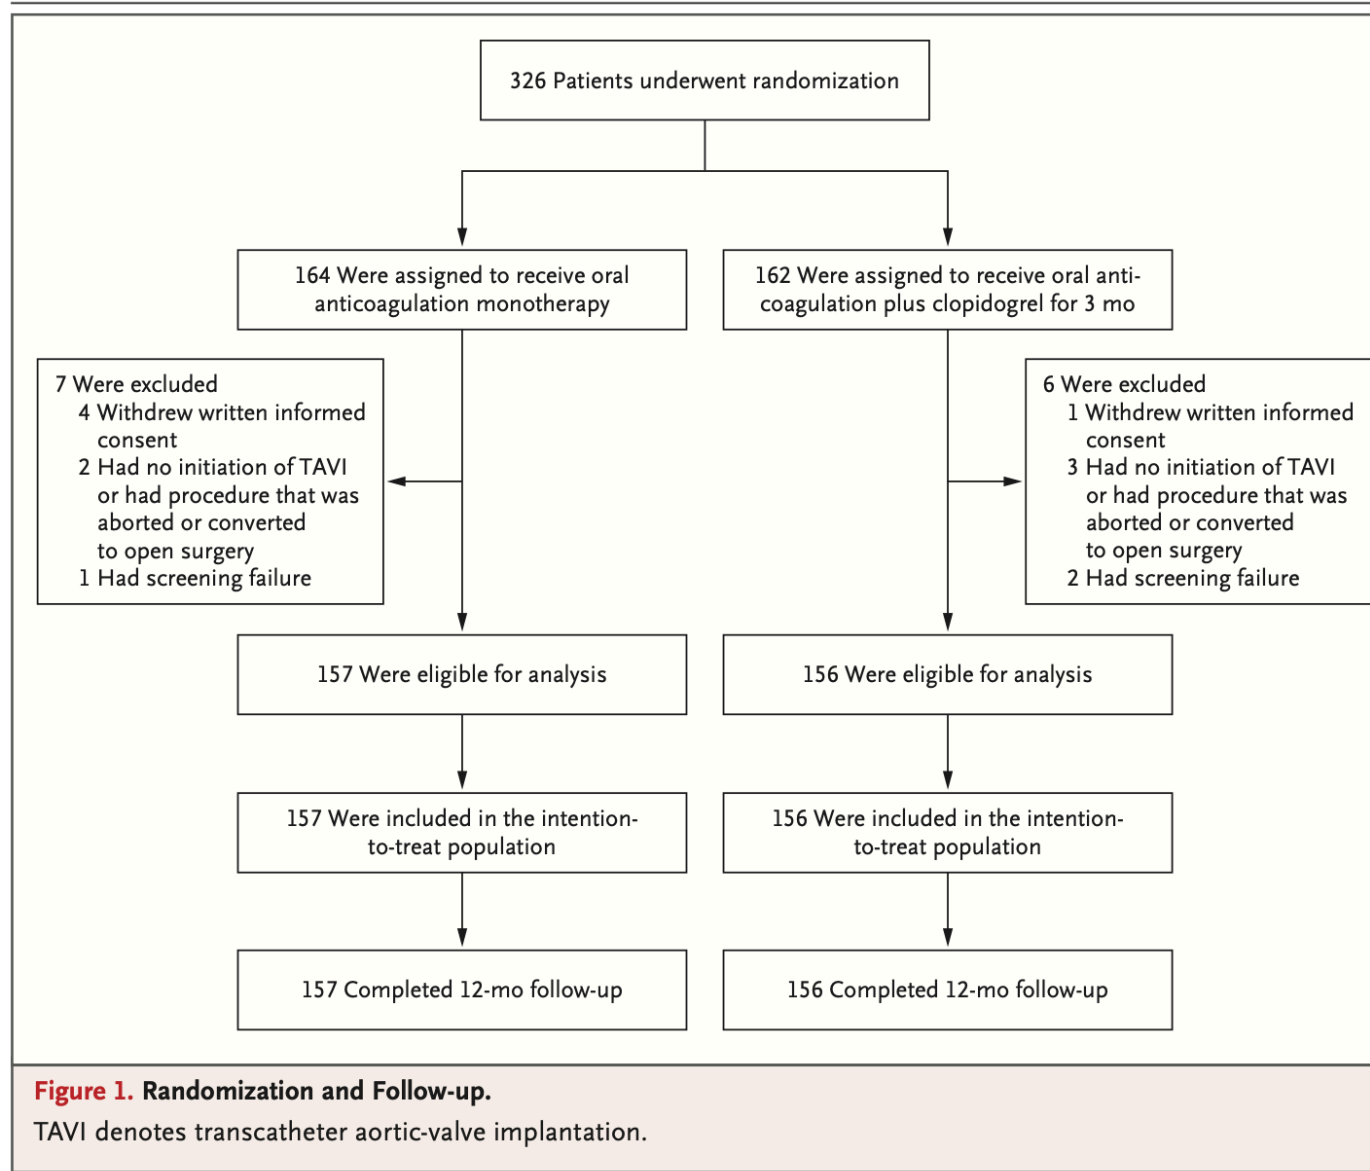 326 Patients underwent randomization
164 Were assigned to receive oral
anticoagulation monotherapy
162 Were assigned to receive oral anti-
coagulation plus clopidogrel for 3 mo
7 Were excluded
4 Withdrew written informed
consent
2 Had no initiation of TAVI
or had procedure that was
aborted or converted
to open surgery
1 Had screening failure
6 Were excluded
1 Withdrew written informed
consent
3 Had no initiation of TAVI
or had procedure that was
aborted or converted
to open surgery
2 Had screening failure
157 Were eligible for analysis
156 Were eligible for analysis
157 Were included in the intention-
to-treat population
156 Were included in the intention-
to-treat population
157 Completed 12-mo follow-up
156 Completed 12-mo follow-up
Figure 1. Randomization and Follow-up.
TAVI denotes transcatheter aortic-valve implantation.